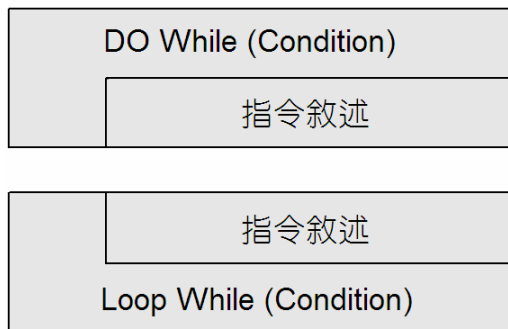 DO While (Condition)
指令敘述
指令敘述
Loop While (Condition)